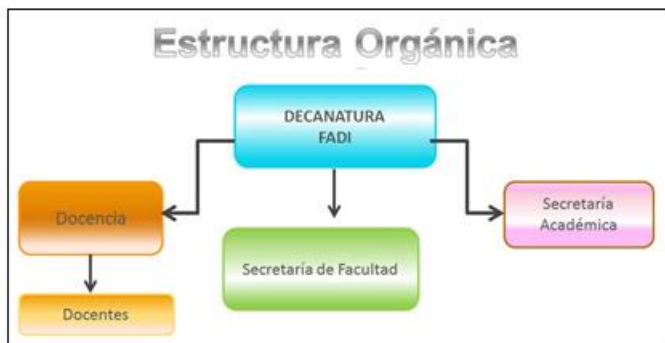 Estructura Orgánica
DECANATURA
FADI
Docencia
Secretaría
Académica
Secretaría de Facultad
Docentes